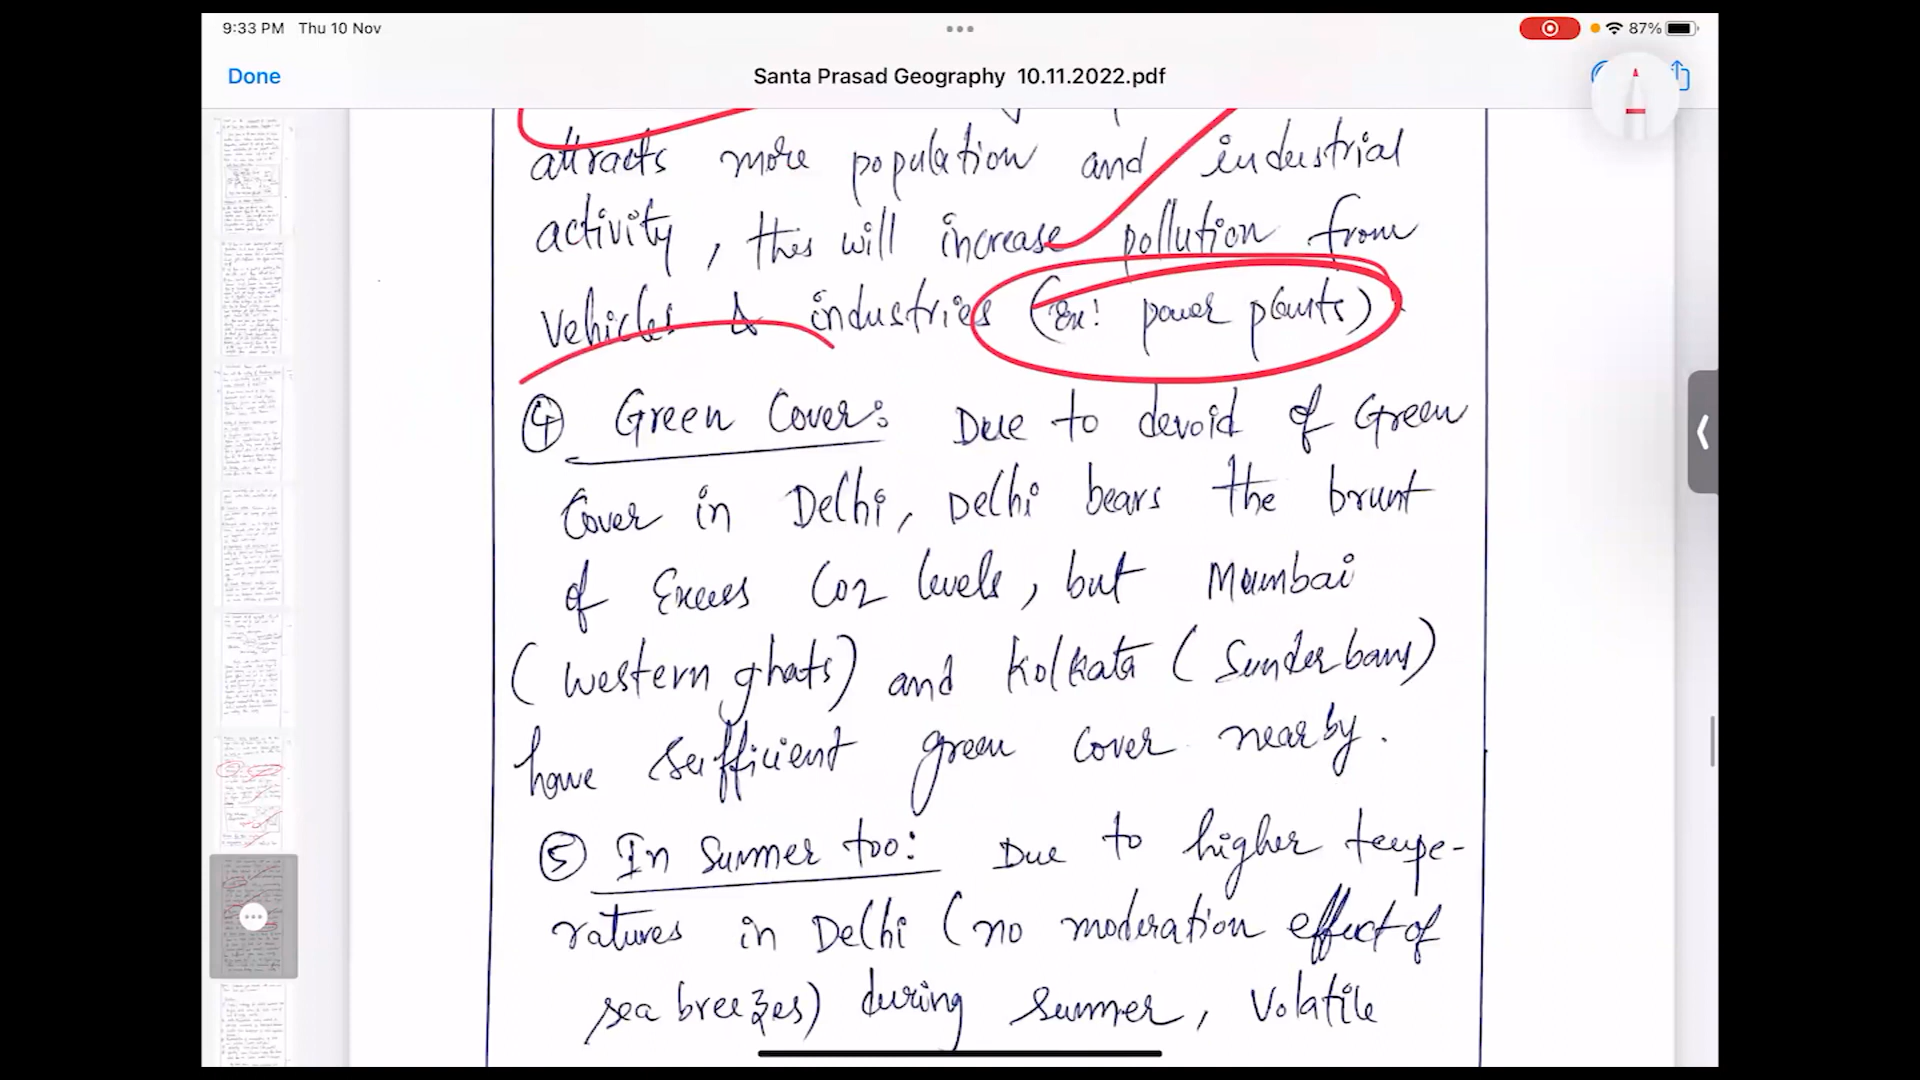 9:33 PM Thu 10 Nov
87%
Done
Santa Prasad Geography 10.11.2022.pdf
attracts more population and industrial
activity, this will increase pollution from
vehicles & industries (Ex: power plants).
④ Green Cover: Due to devoid of Green
Cover in Delhi, Delhi bears the brunt
of Excess CO2 levels, but Mumbai
(western ghats) and Kolkata (Sunderbans)
have sufficient green cover nearby.
⑤ In Summer too: Due to higher tempe-
ratures in Delhi (no moderation effect of
sea breezes) during summer, Volatile